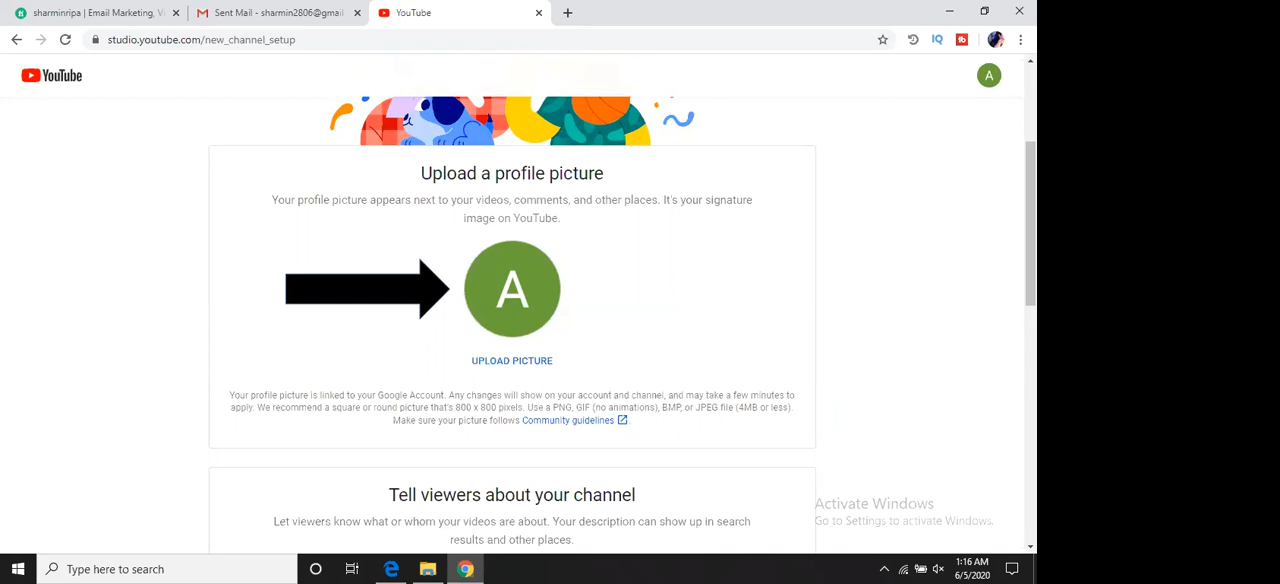 sharminripa | Email Marketing, Vi
Sent Mail - sharmin2806@gmail
YouTube
studio.youtube.com/new_channel_setup
IQ
tb
YouTube
A
Upload a profile picture
Your profile picture appears next to your videos, comments, and other places. It's your signature
image on YouTube.
A
UPLOAD PICTURE
Your profile picture is linked to your Google Account. Any changes will show on your account and channel, and may take a few minutes to
apply. We recommend a square or round picture that's 800 x 800 pixels. Use a PNG, GIF (no animations), BMP, or JPEG file (4MB or less).
Make sure your picture follows Community guidelines.
Tell viewers about your channel
Let viewers know what or whom your videos are about. Your description can show up in search
results and other places.
Activate Windows
Go to Settings to activate Windows.
Type here to search
1:16 AM
6/5/2020